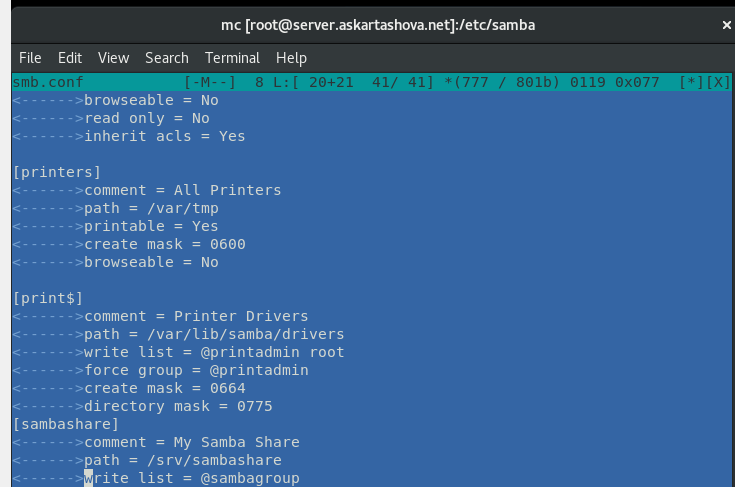 mc [root@server.askartashova.net]:/etc/samba ×
File Edit View Search Terminal Help
smb.conf [-M--] 8 L:[ 20+21 41/ 41] *(777 / 801b) 0119 0x077 [*][X]
<------>browseable = No
<------>read only = No
<------>inherit acls = Yes
[printers]
<------>comment = All Printers
<------>path = /var/tmp
<------>printable = Yes
<------>create mask = 0600
<------>browseable = No
[print$]
<------>comment = Printer Drivers
<------>path = /var/lib/samba/drivers
<------>write list = @printadmin root
<------>force group = @printadmin
<------>create mask = 0664
<------>directory mask = 0775
[sambashare]
<------>comment = My Samba Share
<------>path = /srv/sambashare
<------>write list = @sambagroup